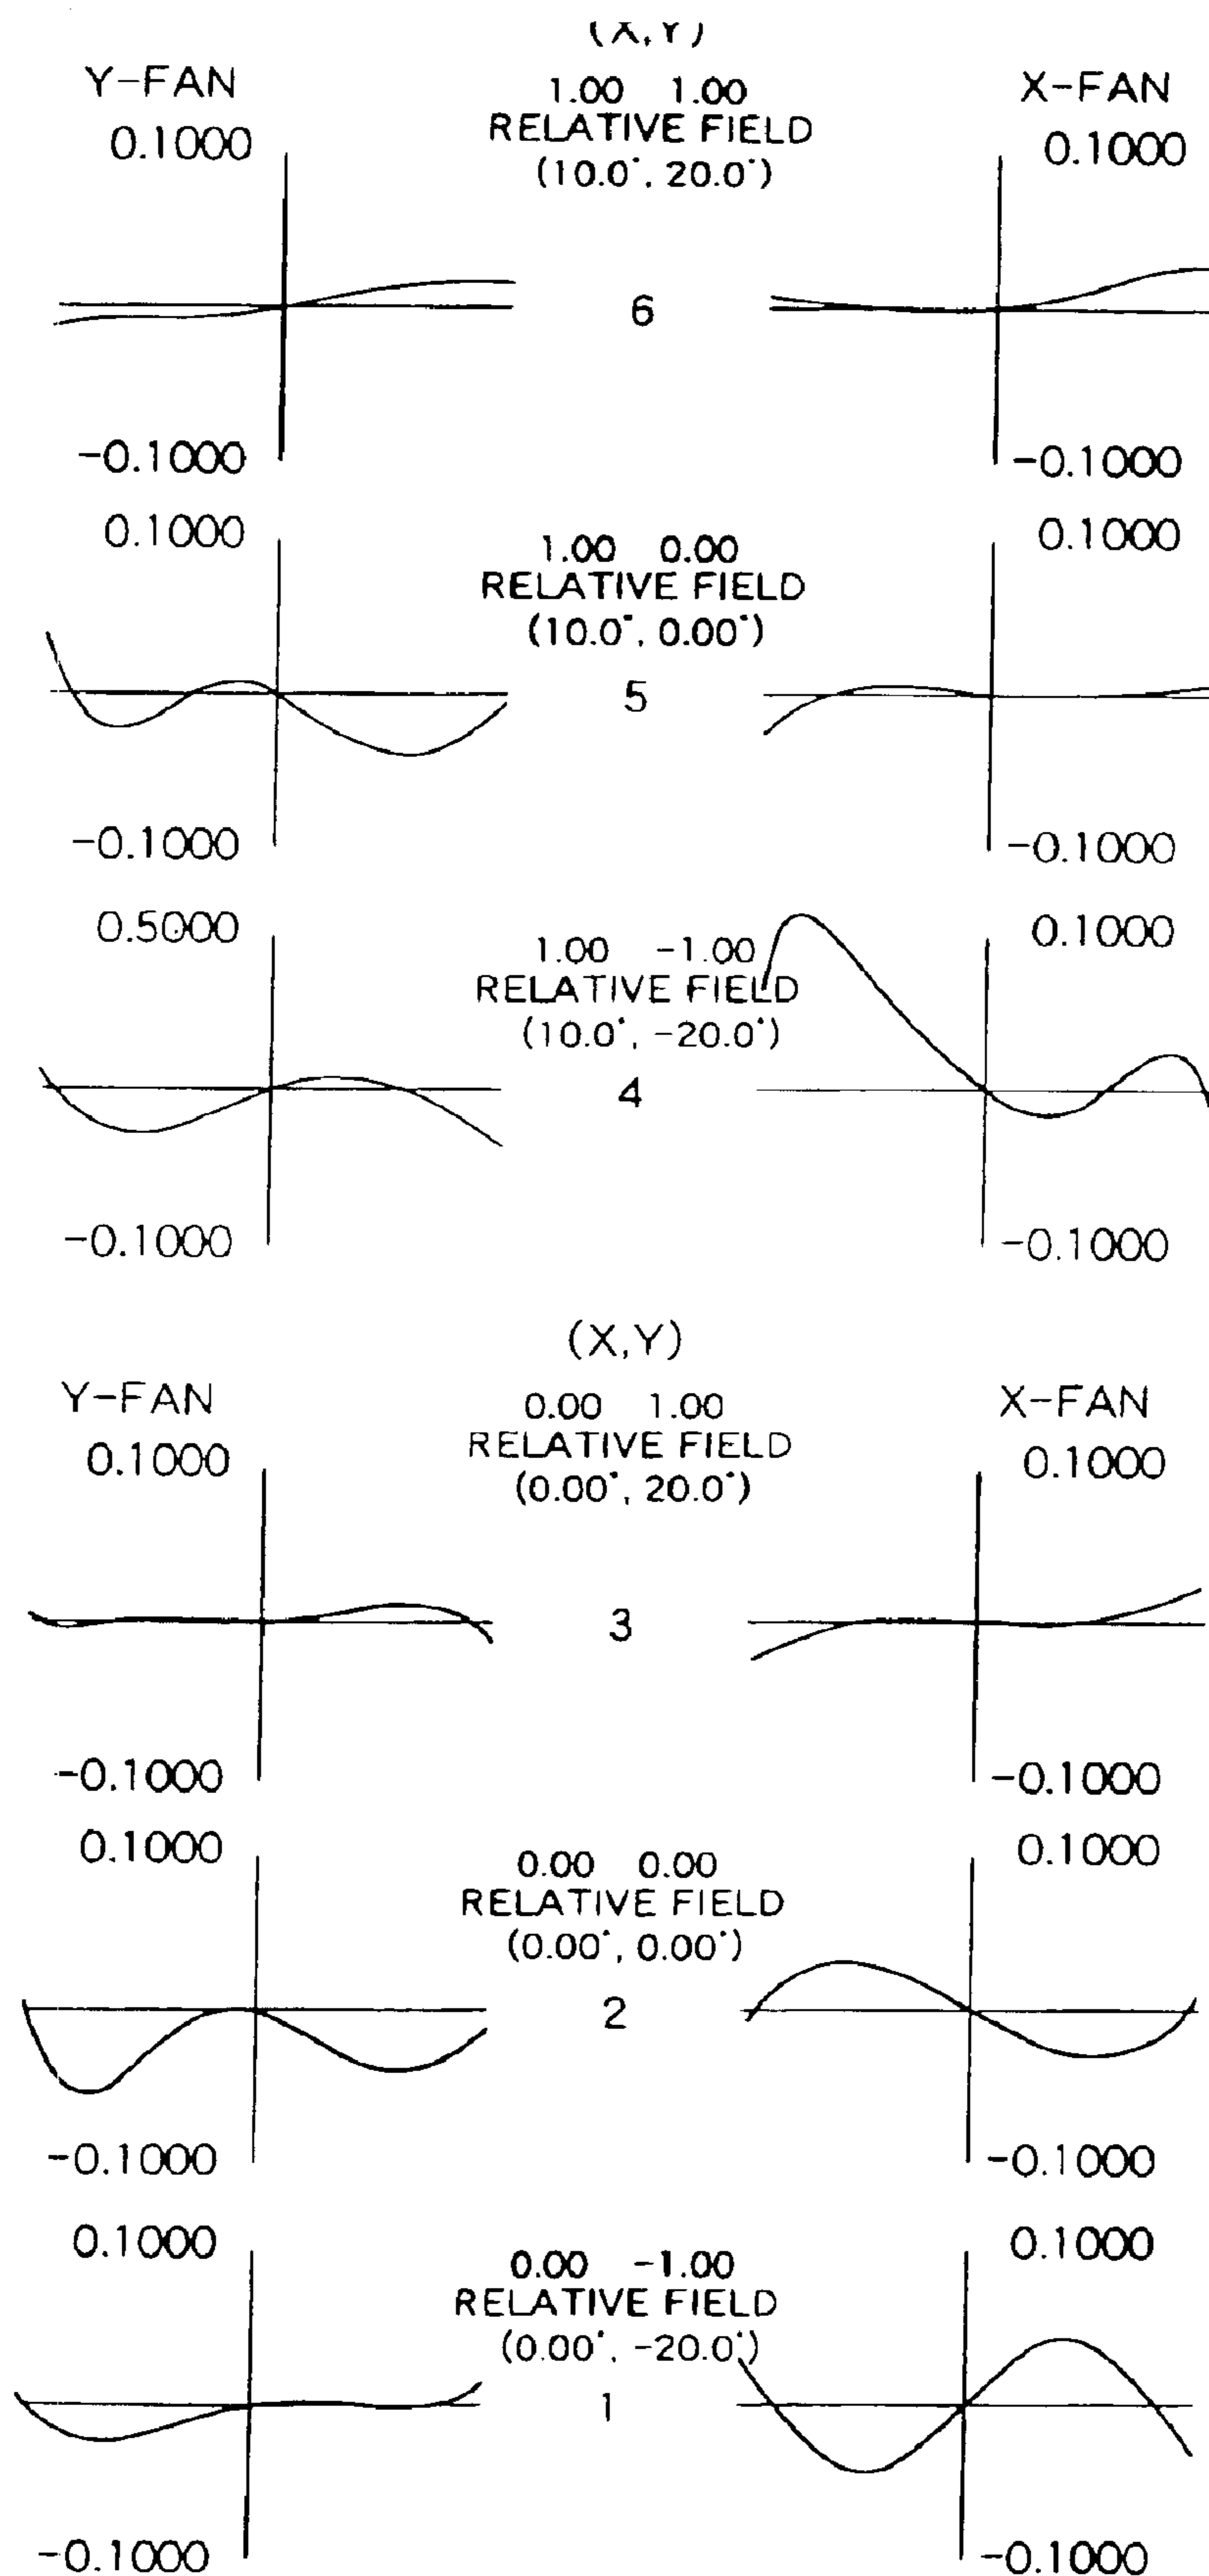 (X,Y)
Y-FAN 1.00 1.00 X-FAN
0.1000 RELATIVE FIELD 0.1000
(10.0°, 20.0°)
6
-0.1000 -0.1000
0.1000 1.00 0.00 0.1000
RELATIVE FIELD
(10.0°, 0.00°)
5
-0.1000 -0.1000
0.5000 1.00 -1.00 0.1000
RELATIVE FIELD
(10.0°, -20.0°)
4
-0.1000 -0.1000
(X,Y)
Y-FAN 0.00 1.00 X-FAN
0.1000 RELATIVE FIELD 0.1000
(0.00°, 20.0°)
3
-0.1000 -0.1000
0.1000 0.00 0.00 0.1000
RELATIVE FIELD
(0.00°, 0.00°)
2
-0.1000 -0.1000
0.1000 0.00 -1.00 0.1000
RELATIVE FIELD
(0.00°, -20.0°)
1
-0.1000 -0.1000